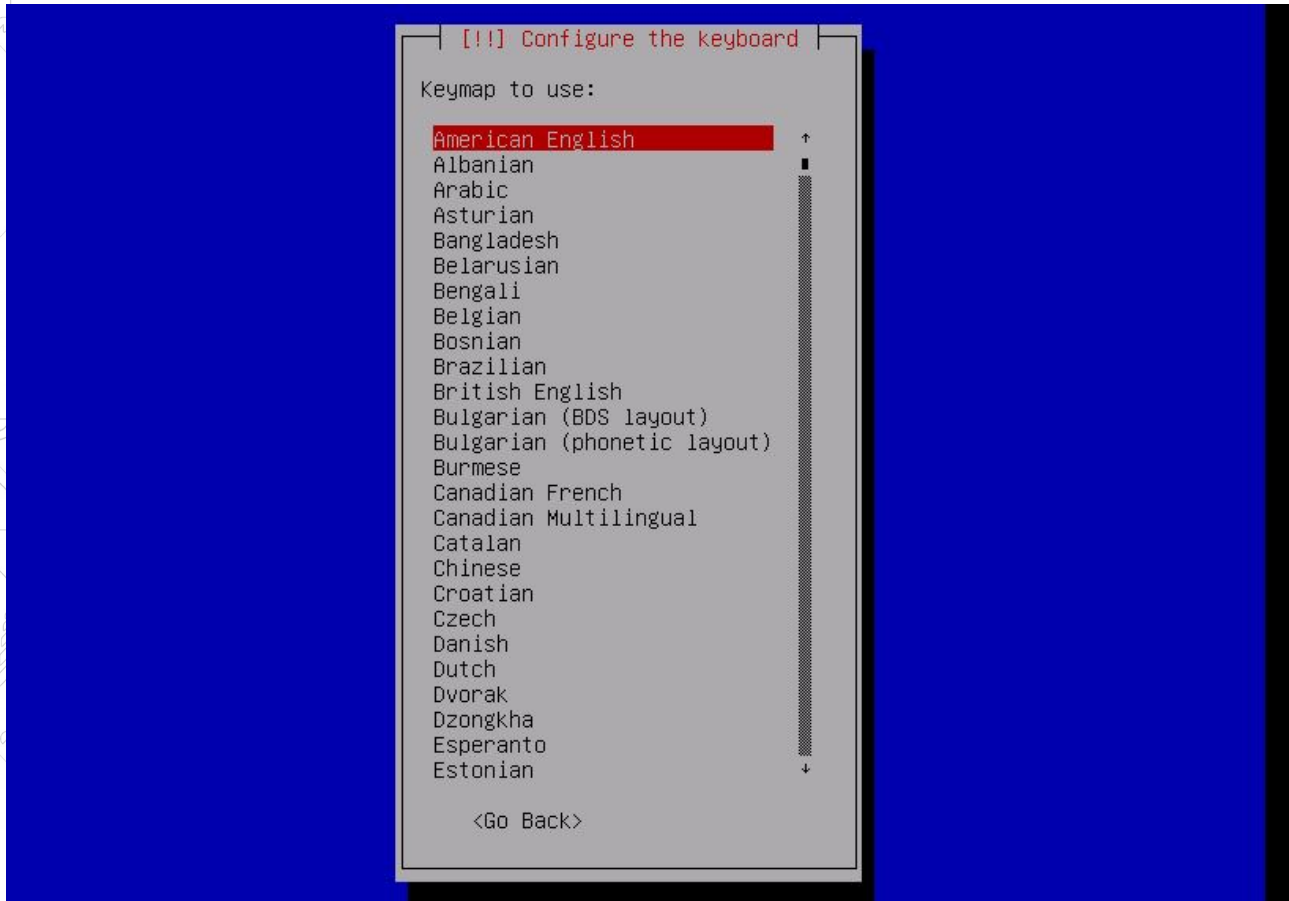 [!!] Configure the keyboard
Keymap to use:
American English
Albanian
Arabic
Asturian
Bangladesh
Belarusian
Bengali
Belgian
Bosnian
Brazilian
British English
Bulgarian (BDS layout)
Bulgarian (phonetic layout)
Burmese
Canadian French
Canadian Multilingual
Catalan
Chinese
Croatian
Czech
Danish
Dutch
Dvorak
Dzongkha
Esperanto
Estonian
<Go Back>